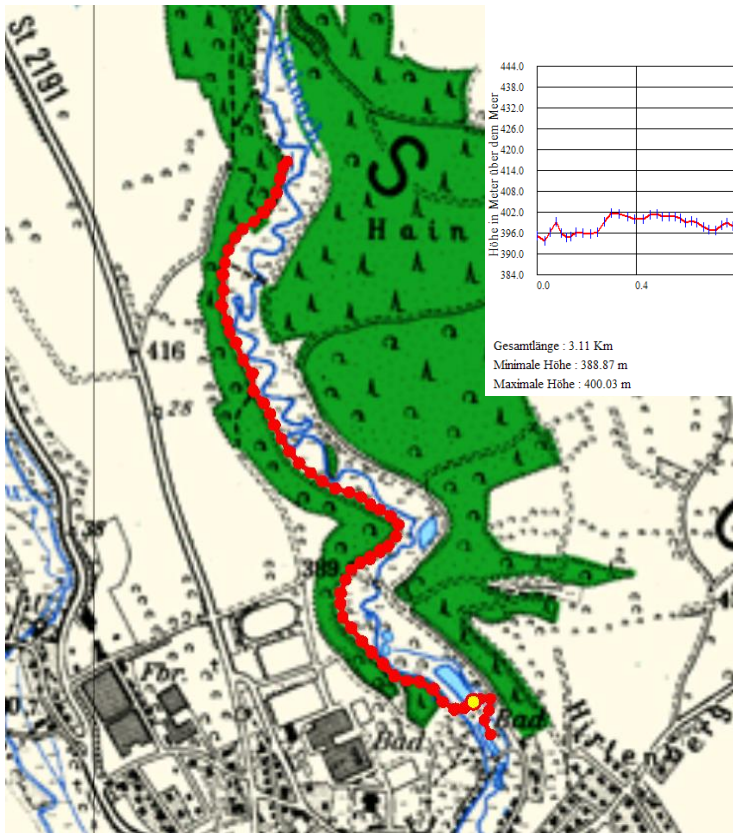 St 2191
S
Hain
416
28
38
389
Fbr.
Bad
Bad
Hirlenberg
Höhe in Meter über dem Meer
444.0
438.0
432.0
426.0
420.0
414.0
408.0
402.0
396.0
390.0
384.0
0.0 0.4
Gesamtlänge : 3.11 Km
Minimale Höhe : 388.87 m
Maximale Höhe : 400.03 m